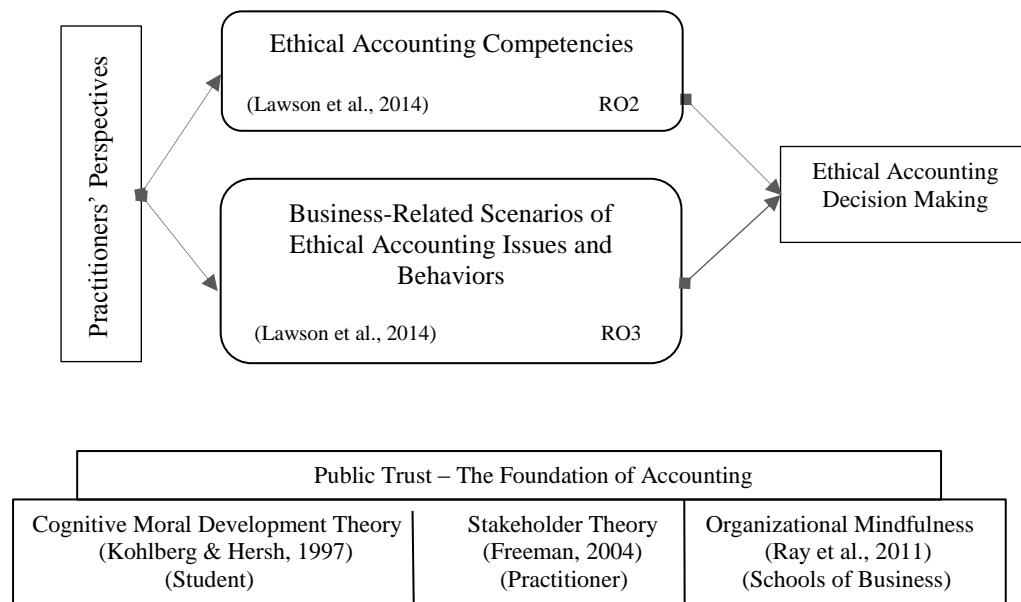 Practitioners’ Perspectives
Ethical Accounting Competencies
(Lawson et al., 2014) RO2
Business-Related Scenarios of
Ethical Accounting Issues and
Behaviors
(Lawson et al., 2014) RO3
Ethical Accounting
Decision Making
Public Trust – The Foundation of Accounting
Cognitive Moral Development Theory
(Kohlberg & Hersh, 1997)
(Student)
Stakeholder Theory
(Freeman, 2004)
(Practitioner)
Organizational Mindfulness
(Ray et al., 2011)
(Schools of Business)